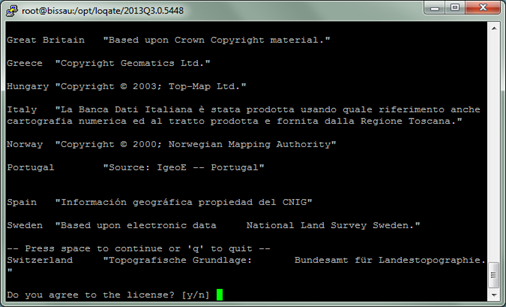 root@bissau:/opt/loqate/2013Q3.0.5448
Great Britain "Based upon Crown Copyright material."
Greece "Copyright Geomatics Ltd."
Hungary "Copyright © 2003; Top-Map Ltd."
Italy "La Banca Dati Italiana è stata prodotta usando quale riferimento anche
cartografia numerica ed al tratto prodotta e fornita dalla Regione Toscana."
Norway "Copyright © 2000; Norwegian Mapping Authority"
Portugal "Source: IgeoE -- Portugal"
Spain "Información geográfica propiedad del CNIG"
Sweden "Based upon electronic data National Land Survey Sweden."
-- Press space to continue or 'q' to quit --
Switzerland "Topografische Grundlage: Bundesamt für Landestopographie.
"
Do you agree to the license? [y/n]